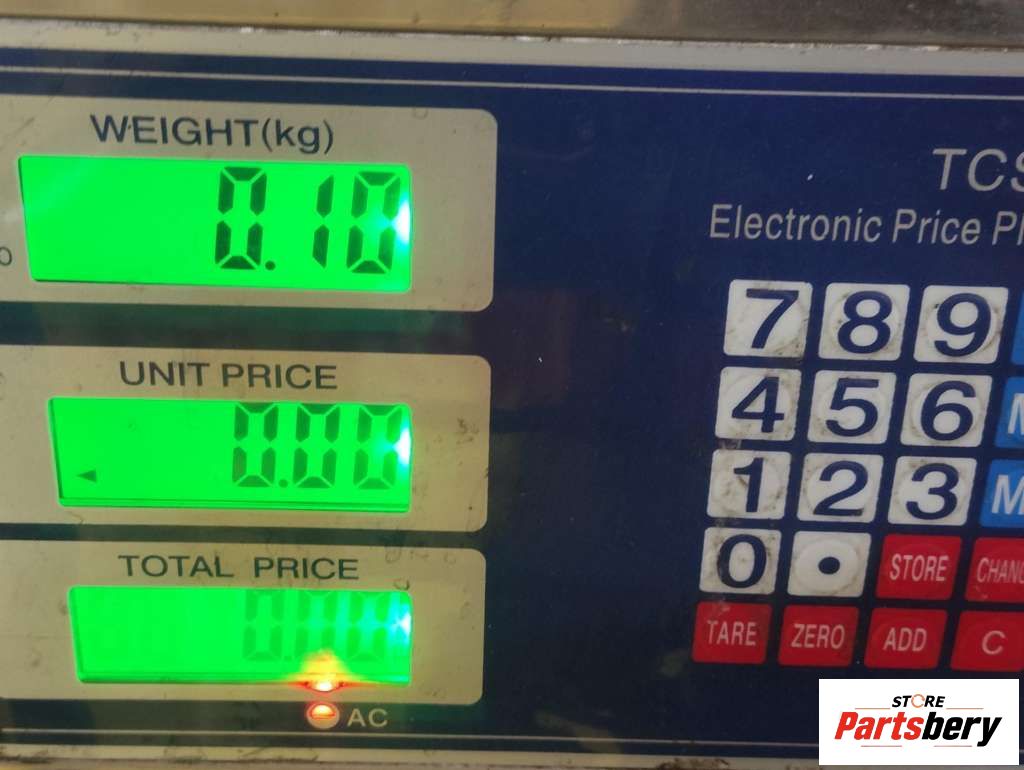 WEIGHT(kg)
0.10
UNIT PRICE
0.00
TOTAL PRICE
0.00
AC
TCS
Electronic Price
7 8 9
4 5 6
1 2 3
0 •
STORE
TARE ZERO ADD C
STORE
Partsbery